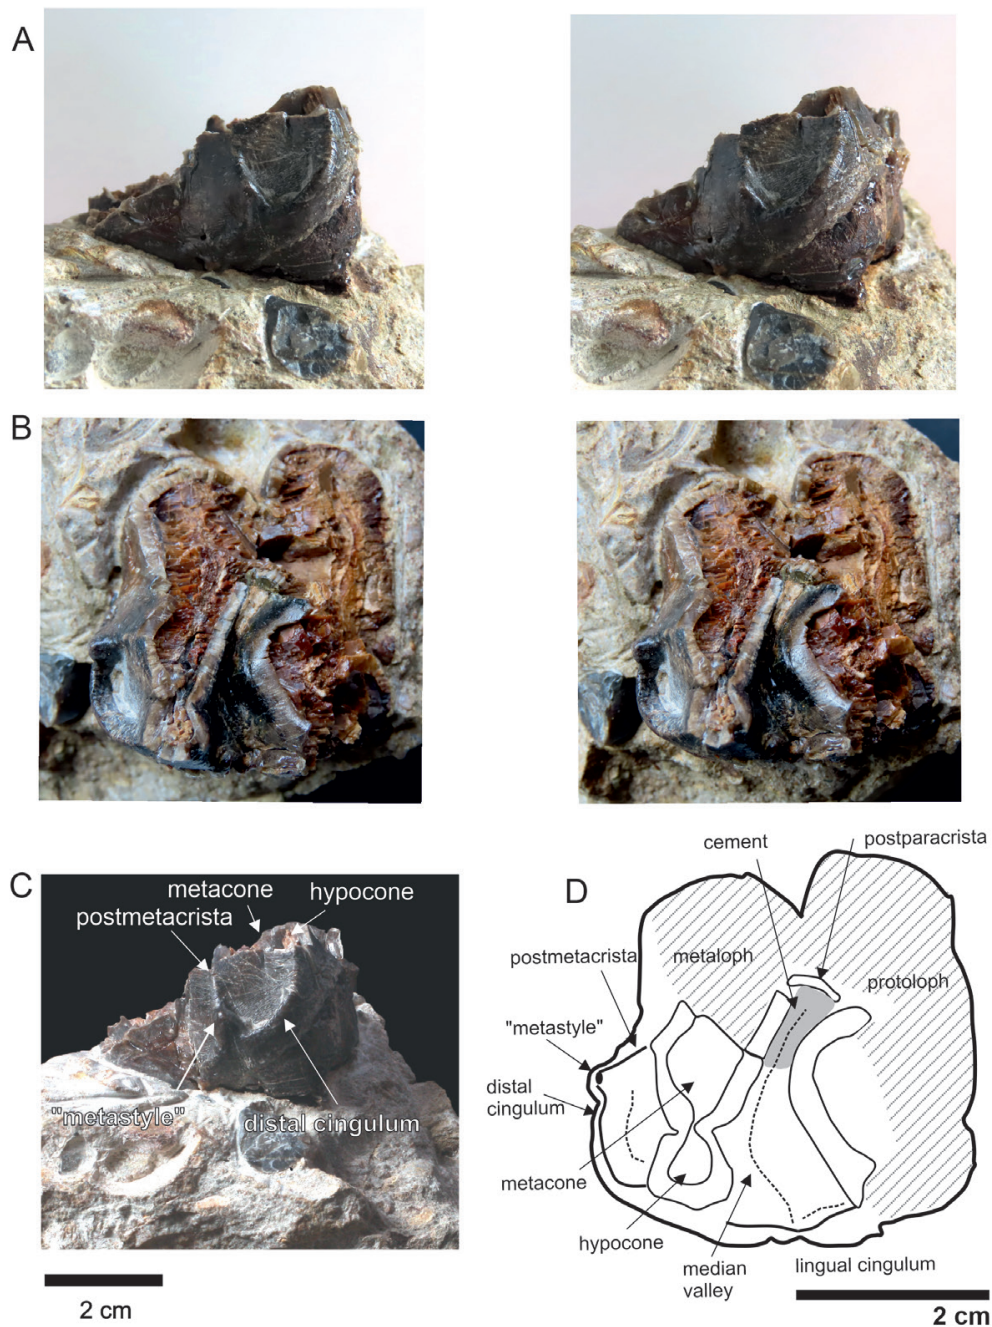 A
B
C
metacone
hypocone
postmetacrista
"metastyle"
distal cingulum
2 cm
D
cement
postparacrista
postmetacrista
metaloph
protoloph
"metastyle"
distal
cingulum
metacone
hypocone
median
valley
lingual cingulum
2 cm